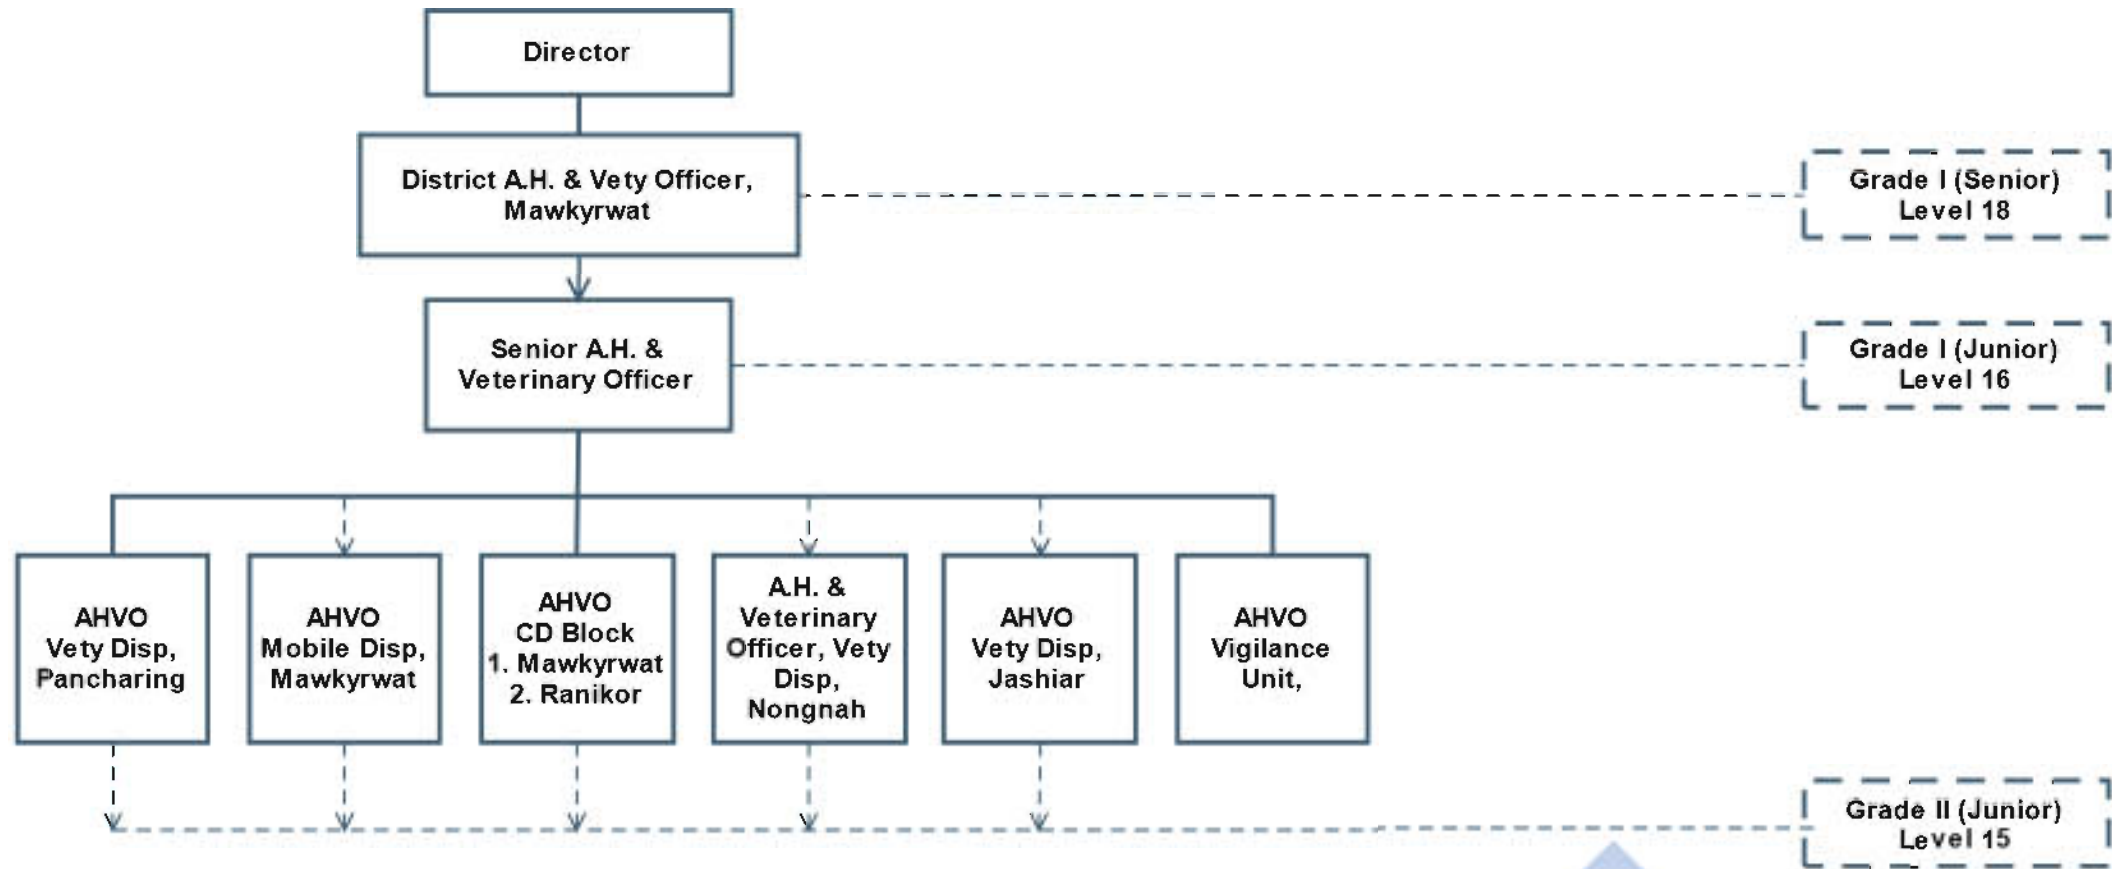 Director
District A.H. & Vety Officer,
Mawkyrwat
Grade I (Senior)
Level 18
Senior A.H. &
Veterinary Officer
Grade I (Junior)
Level 16
AHVO
Vety Disp,
Pancharing
AHVO
Mobile Disp,
Mawkyrwat
AHVO
CD Block
1. Mawkyrwat
2. Ranikor
A.H. &
Veterinary
Officer, Vety
Disp,
Nongnah
AHVO
Vety Disp,
Jashiar
AHVO
Vigilance
Unit,
Grade II (Junior)
Level 15